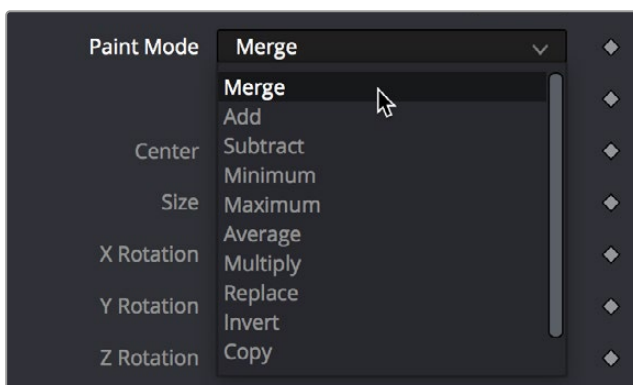 Paint Mode Merge
Merge
Add
Center Subtract
Minimum
Size Maximum
Average
X Rotation Multiply
Replace
Y Rotation Invert
Z Rotation Copy